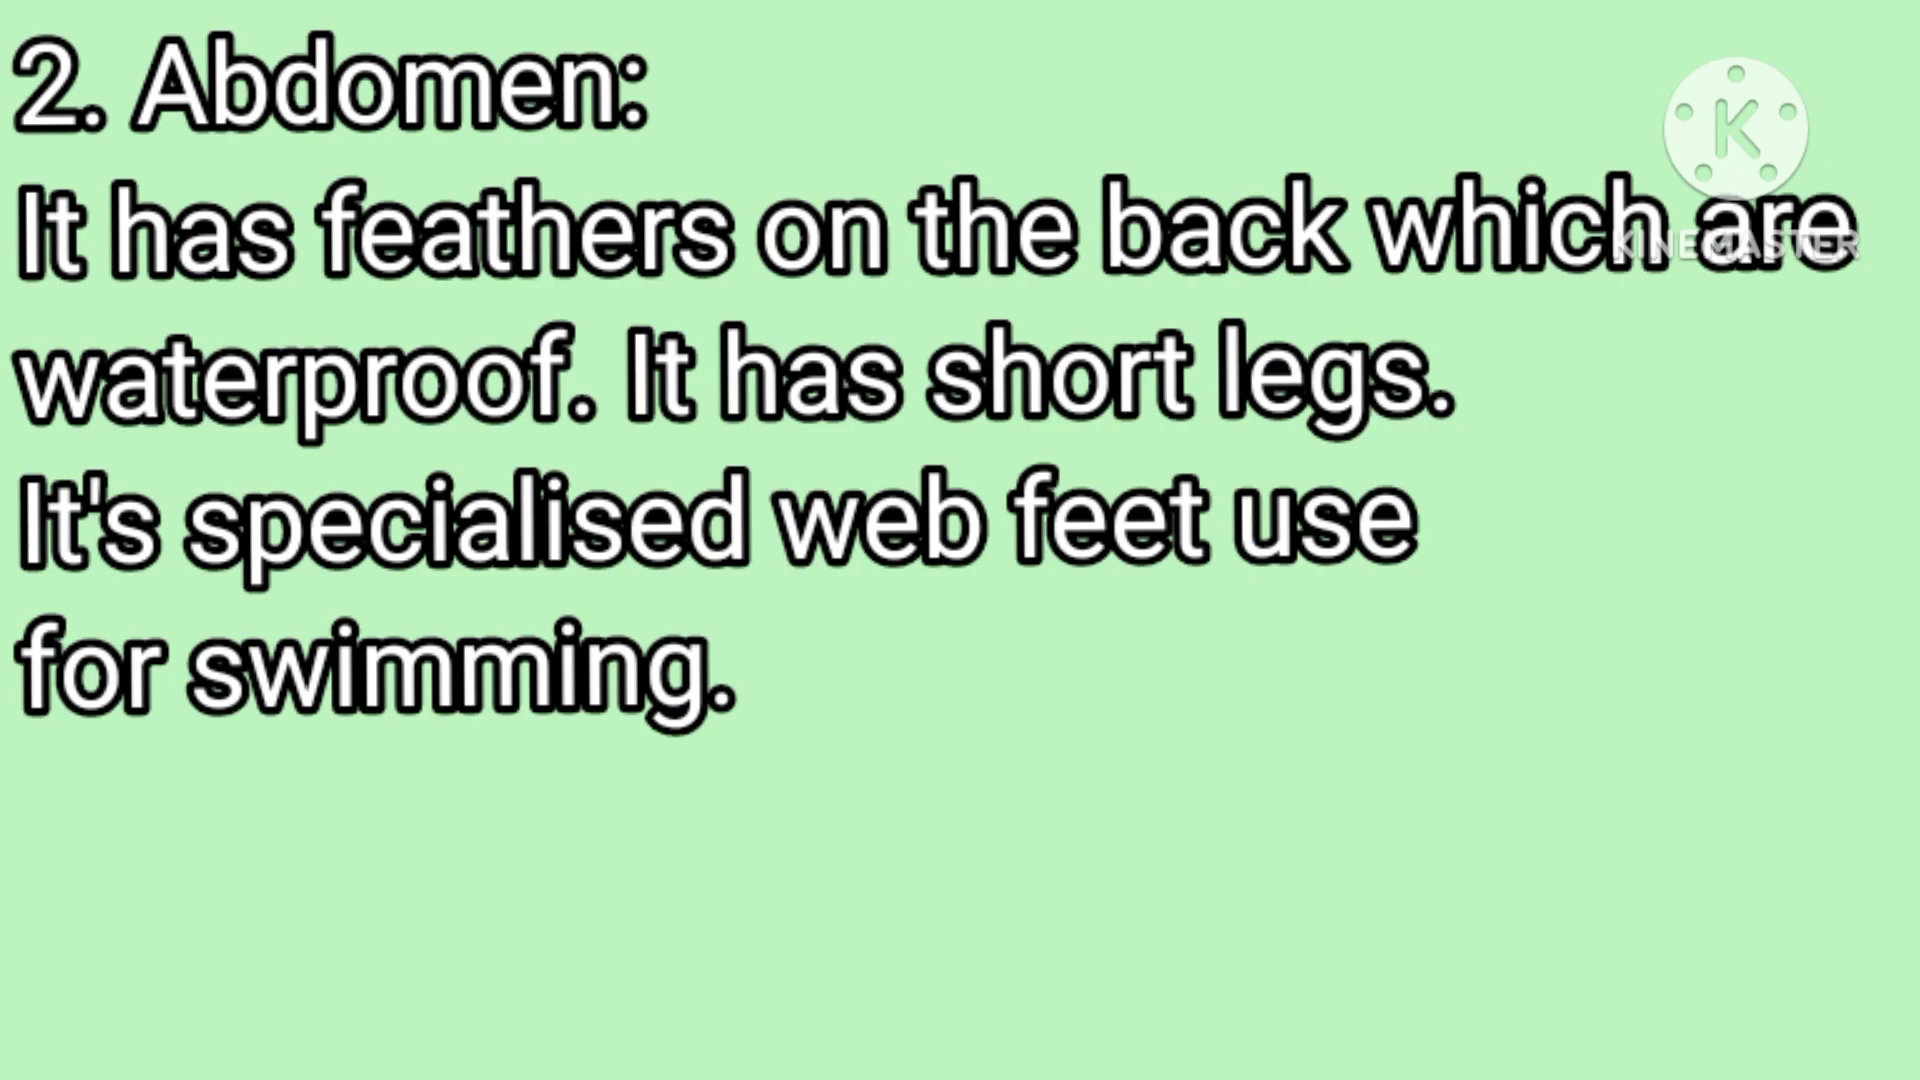 2. Abdomen:
It has feathers on the back which are
waterproof. It has short legs.
It's specialised web feet use
for swimming.
K
KINEMASTER